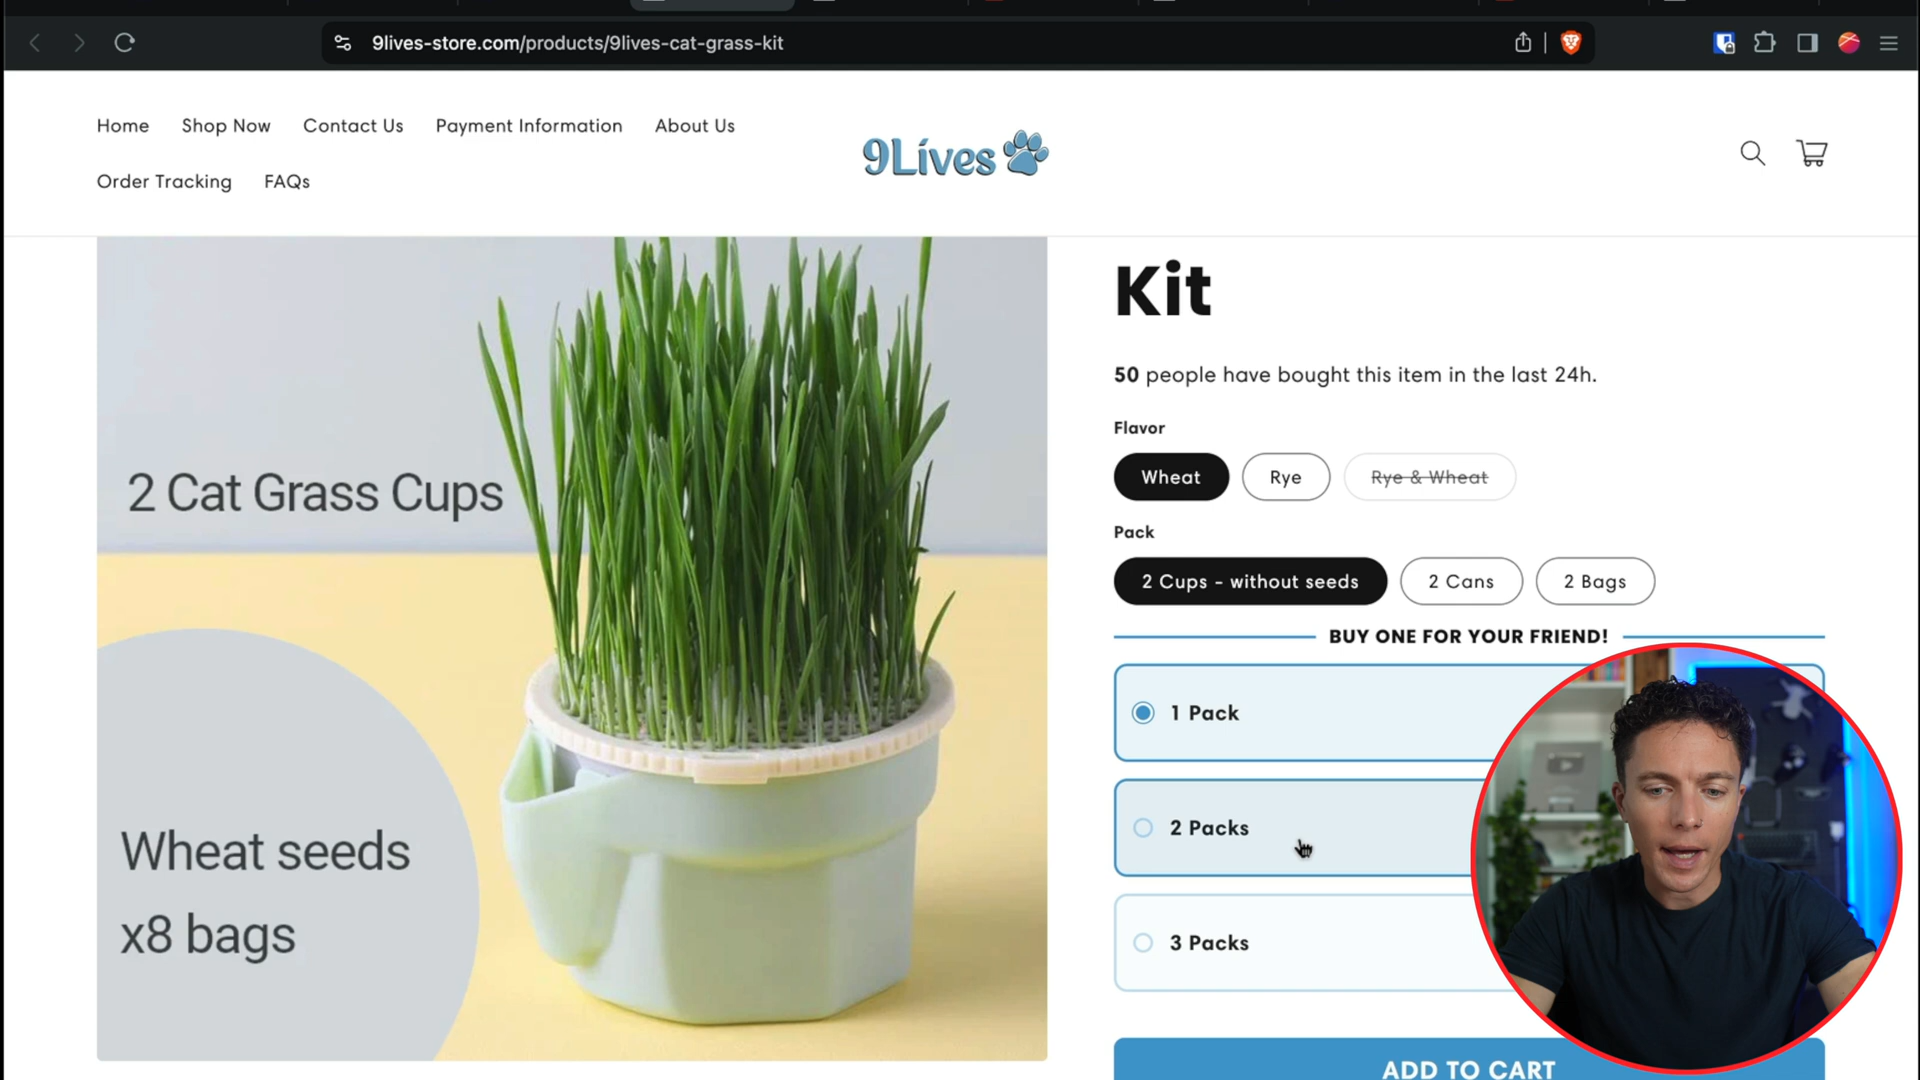 9lives-store.com/products/9lives-cat-grass-kit
Home Shop Now Contact Us Payment Information About Us
Order Tracking FAQs
9Lives
2 Cat Grass Cups
Wheat seeds
x8 bags
Kit
50 people have bought this item in the last 24h.
Flavor
Wheat Rye Rye & Wheat
Pack
2 Cups - without seeds 2 Cans 2 Bags
BUY ONE FOR YOUR FRIEND!
1 Pack
2 Packs
3 Packs
ADD TO CART